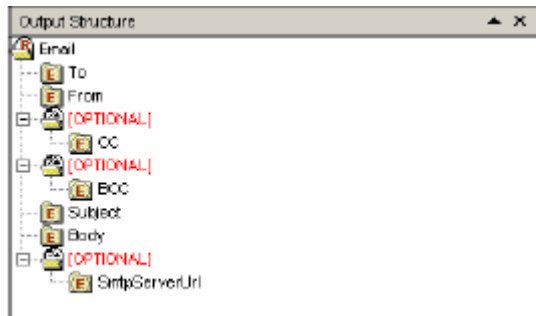 Output Structure
Email
To
From
[OPTIONAL]
CC
[OPTIONAL]
BCC
Subject
Body
[OPTIONAL]
SmtpServerUrl